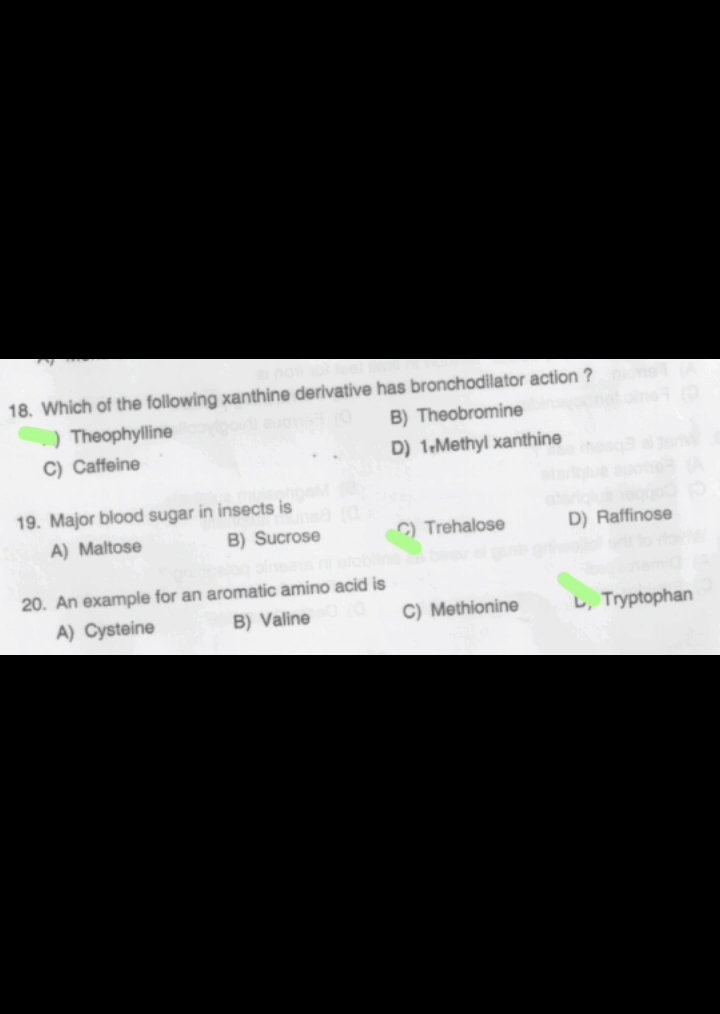 18. Which of the following xanthine derivative has bronchodilator action ?
) Theophylline B) Theobromine
C) Caffeine D) 1-Methyl xanthine
19. Major blood sugar in insects is
A) Maltose B) Sucrose C) Trehalose D) Raffinose
20. An example for an aromatic amino acid is
A) Cysteine B) Valine C) Methionine D) Tryptophan